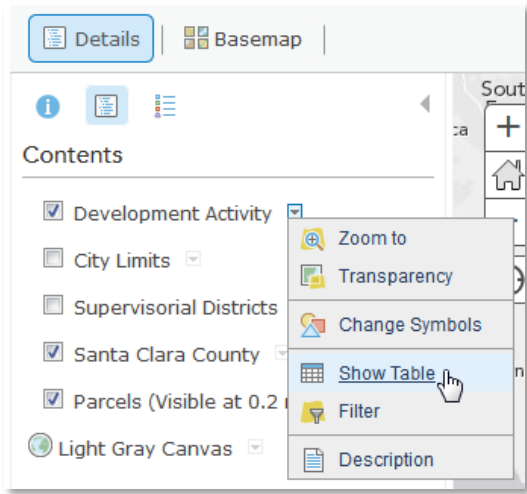 Details Basemap
Contents
Development Activity
City Limits
Supervisorial Districts
Santa Clara County
Parcels (Visible at 0.2
Light Gray Canvas
Zoom to
Transparency
Change Symbols
Show Table
Filter
Description
Sout
ca